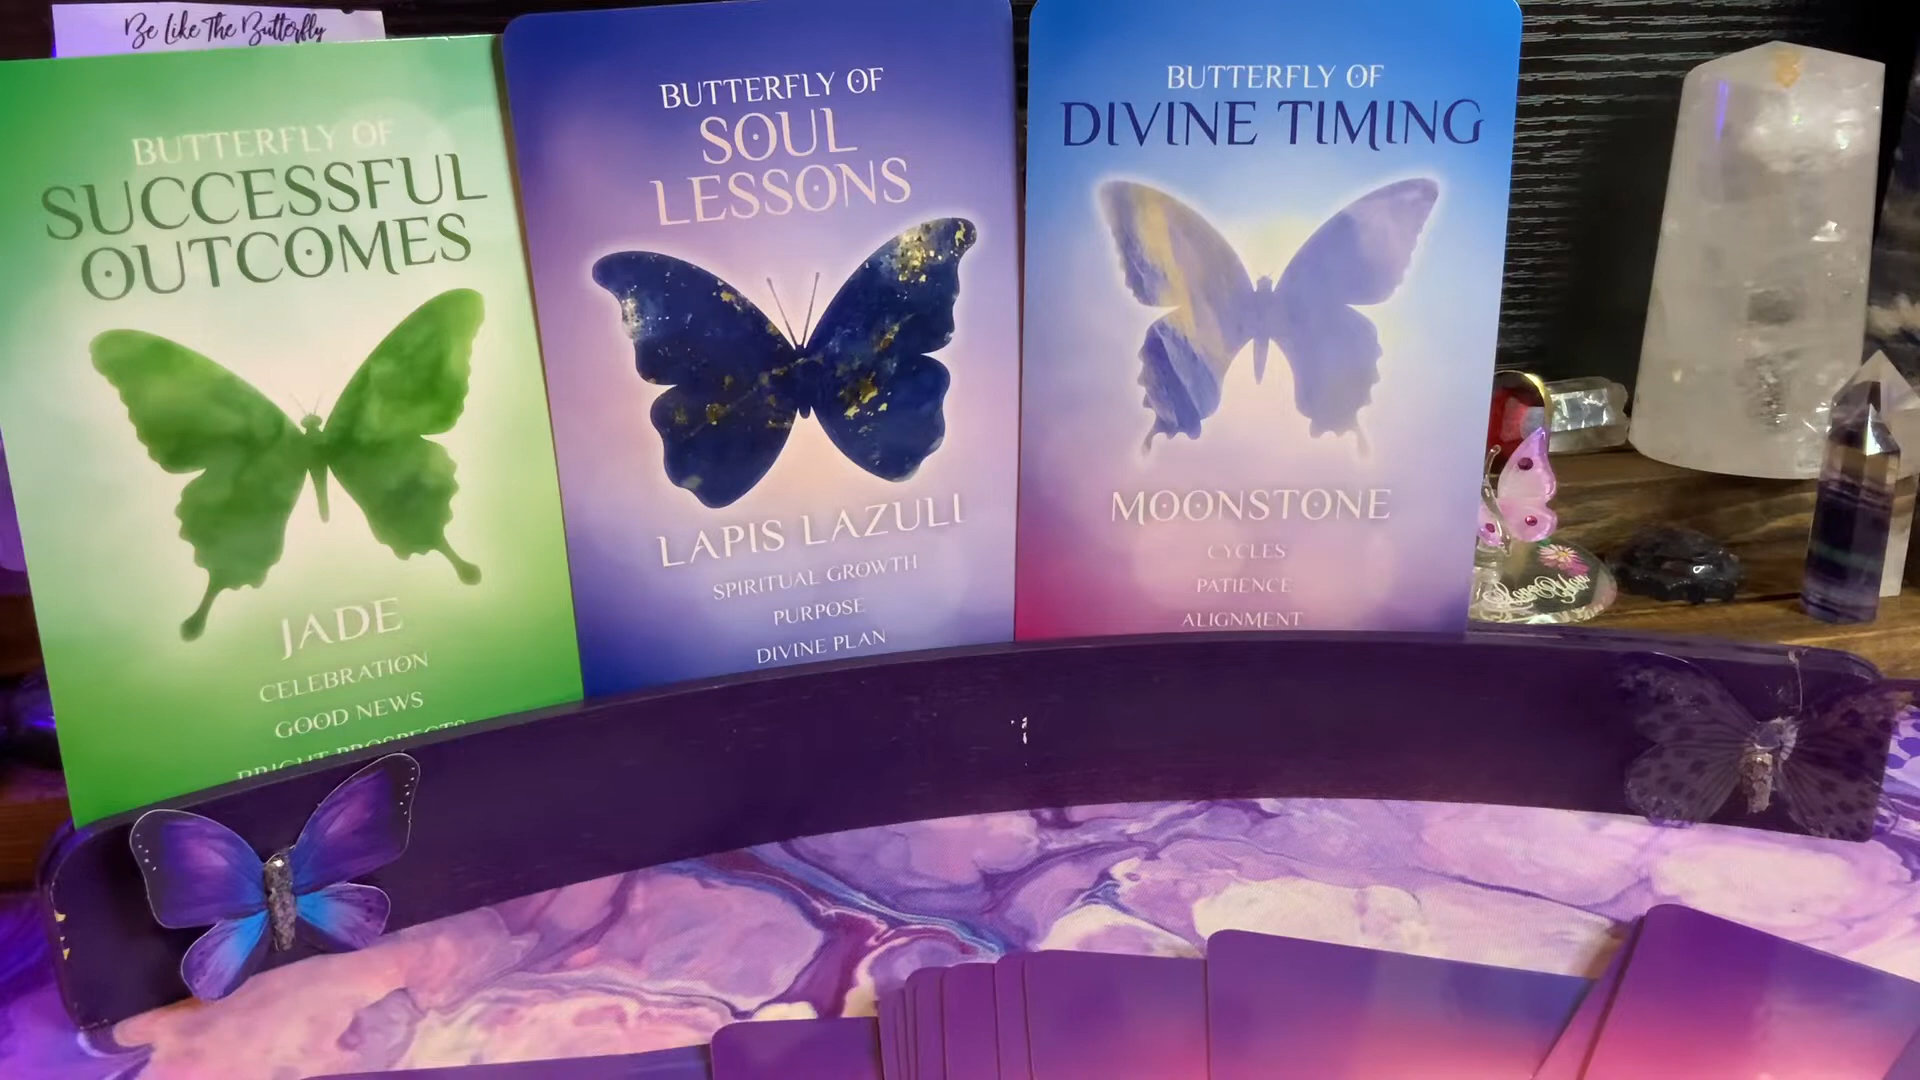 Be Like The Butterfly
BUTTERFLY OF
SUCCESSFUL
OUTCOMES
JADE
CELEBRATION
GOOD NEWS
BRIGHT PROSPECTS
BUTTERFLY OF
SOUL
LESSONS
LAPIS LAZULI
SPIRITUAL GROWTH
PURPOSE
DIVINE PLAN
BUTTERFLY OF
DIVINE TIMING
MOONSTONE
CYCLES
PATIENCE
ALIGNMENT